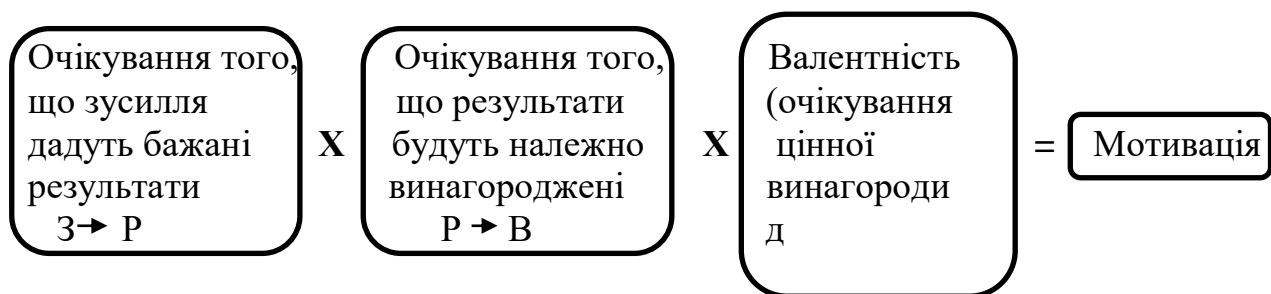 Очікування того,
що зусилля
дадуть бажані
результати
З → Р
Х
Очікування того,
що результати
будуть належно
винагороджені
Р → В
Х
Валентність
(очікування
цінної
винагороди
д
=
Мотивація